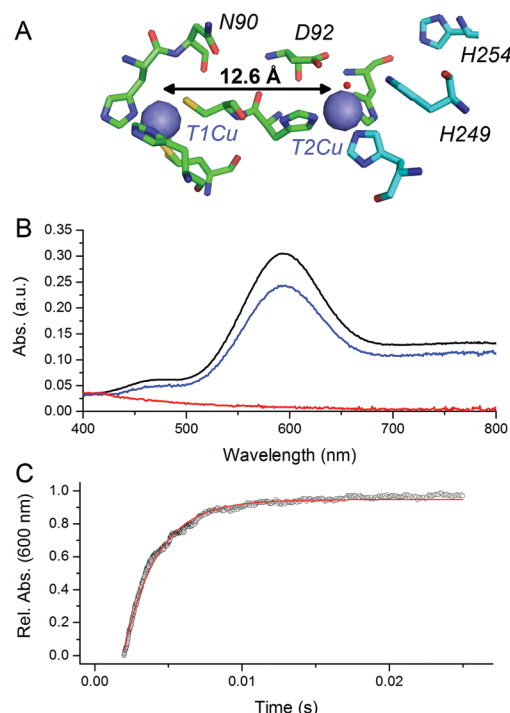 A
N90
D92
H254
12.6 Å
T1Cu
T2Cu
H249
B
Abs. (a.u.)
0.35
0.30
0.25
0.20
0.15
0.10
0.05
0.00
400 500 600 700 800
Wavelength (nm)
C
Rel. Abs. (600 nm)
1.0
0.8
0.6
0.4
0.2
0.0
0.00 0.01 0.02
Time (s)